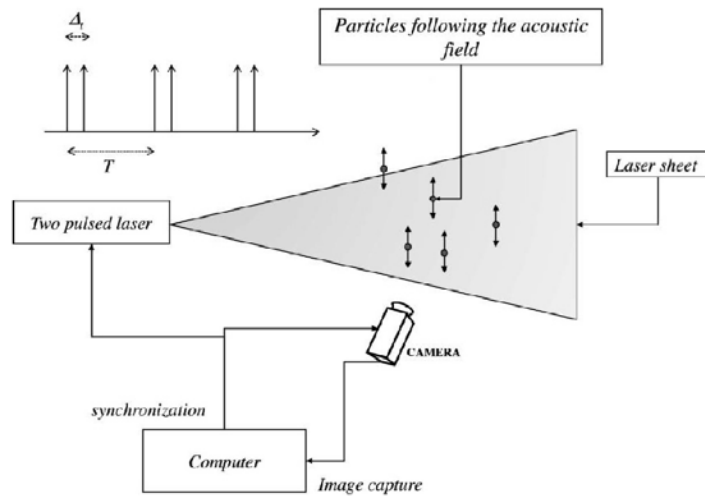 Δt
T
Particles following the acoustic
field
Laser sheet
Two pulsed laser
CAMERA
synchronization
Computer
Image capture